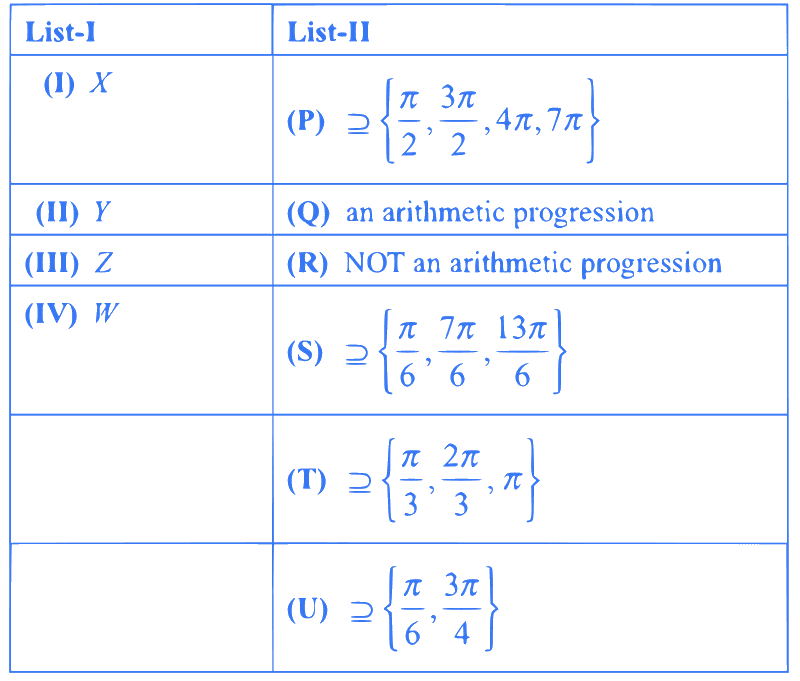 List-I List-II
(I) X (P) ⊇ {π/2, 3π/2, 4π, 7π}
(II) Y (Q) an arithmetic progression
(III) Z (R) NOT an arithmetic progression
(IV) W (S) ⊇ {π/6, 7π/6, 13π/6}
(T) ⊇ {π/3, 2π/3, π}
(U) ⊇ {π/6, 3π/4}